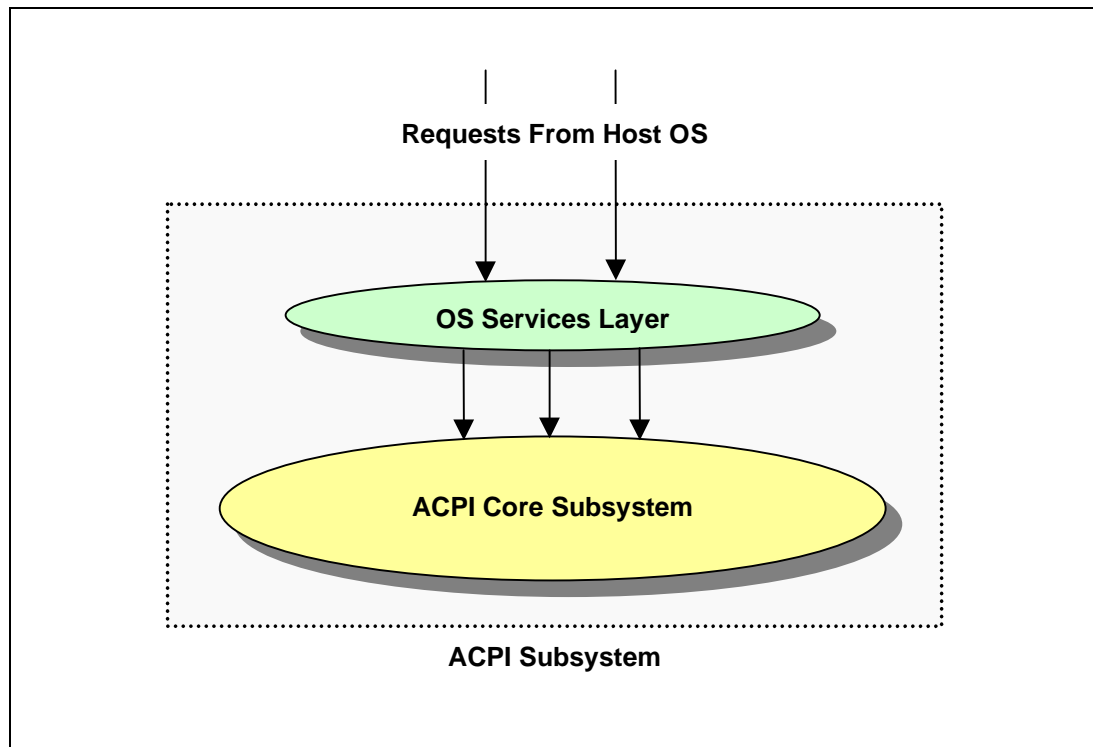 Requests From Host OS
OS Services Layer
ACPI Core Subsystem
ACPI Subsystem